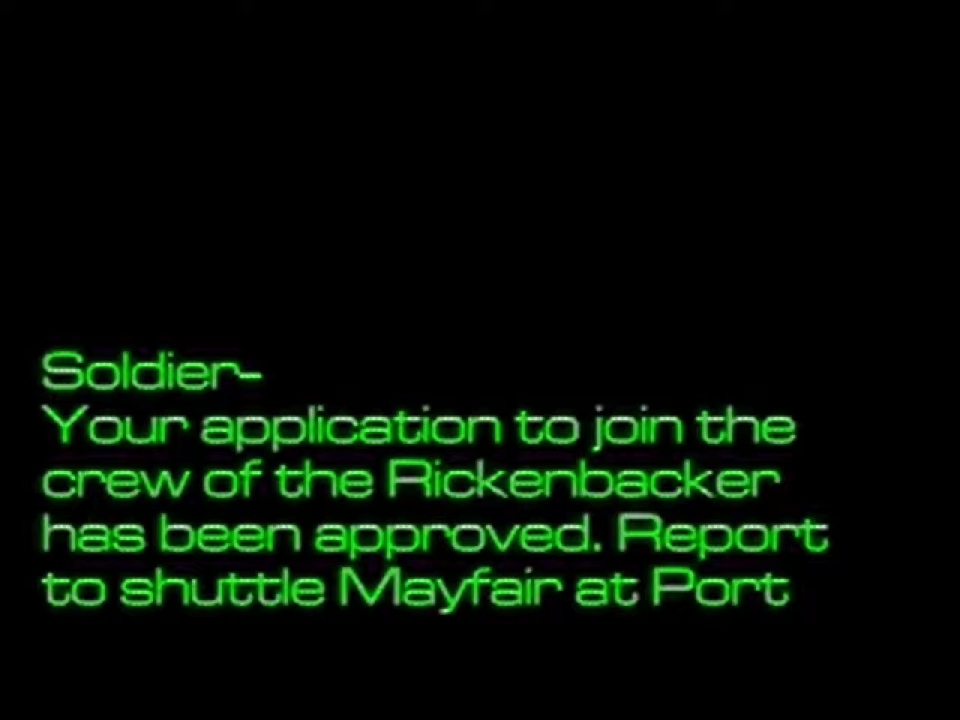 Soldier-
Your application to join the
crew of the Rickenbacker
has been approved. Report
to shuttle Mayfair at Port